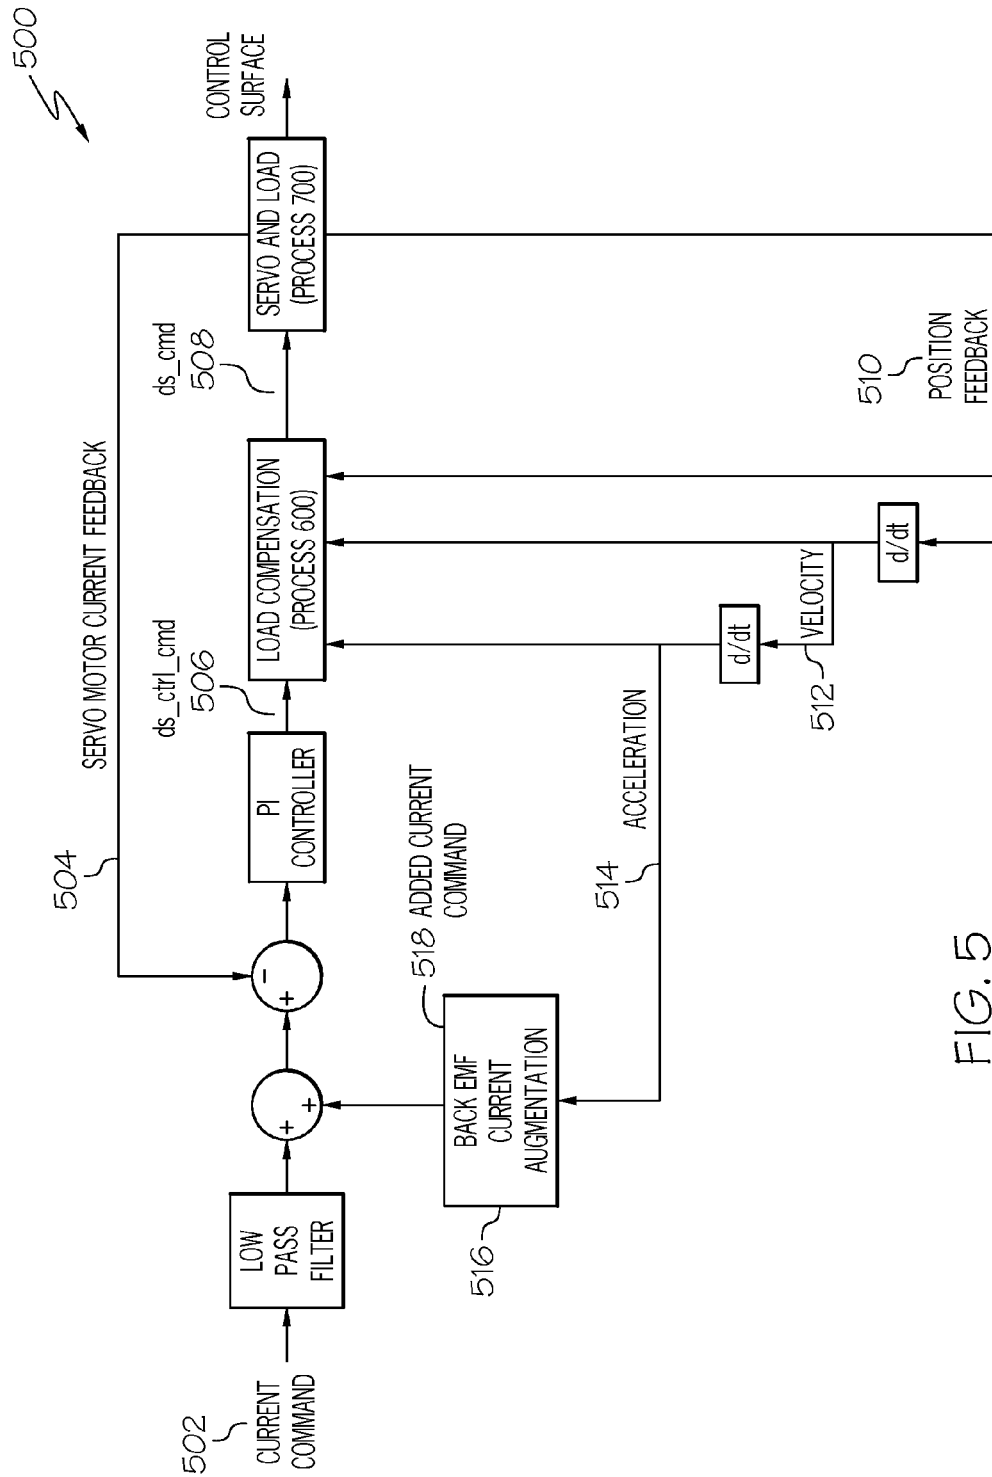 500
SERVO MOTOR CURRENT FEEDBACK
504
ds_ctrl_cmd
506
ds_cmd
508
CONTROL
SURFACE
502
CURRENT
COMMAND
LOW
PASS
FILTER
+
+
+
-
PI
CONTROLLER
LOAD COMPENSATION
(PROCESS 600)
SERVO AND LOAD
(PROCESS 700)
518 ADDED CURRENT
COMMAND
BACK EMF
CURRENT
AUGMENTATION
516
514
ACCELERATION
d/dt
512
VELOCITY
d/dt
510
POSITION
FEEDBACK
FIG. 5